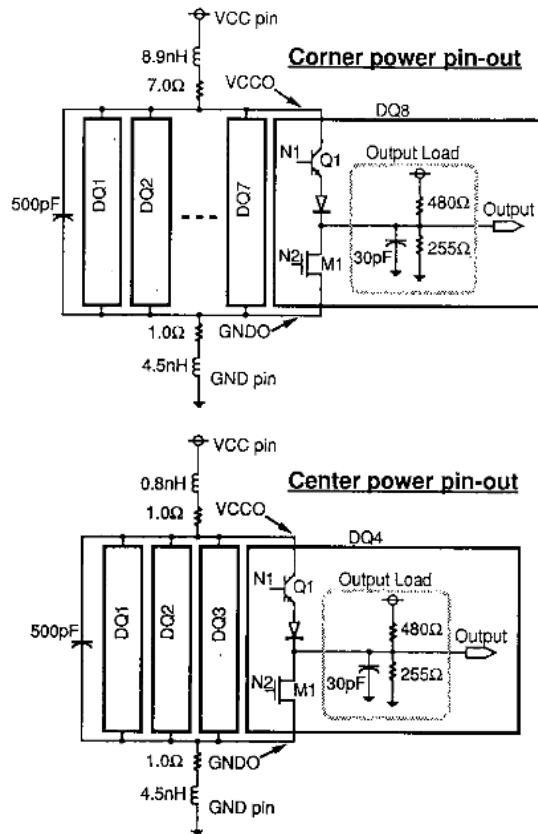 VCC pin
8.9nH
Corner power pin-out
7.0Ω
VCCO
DQ8
N1
Q1
Output Load
DQ1
DQ2
DQ7
500pF
480Ω
Output
N2
M1
30pF
255Ω
1.0Ω
GNDO
4.5nH
GND pin
VCC pin
0.8nH
Center power pin-out
1.0Ω
VCCO
DQ4
N1
Q1
Output Load
DQ1
DQ2
DQ3
500pF
480Ω
Output
N2
M1
30pF
255Ω
1.0Ω
GNDO
4.5nH
GND pin